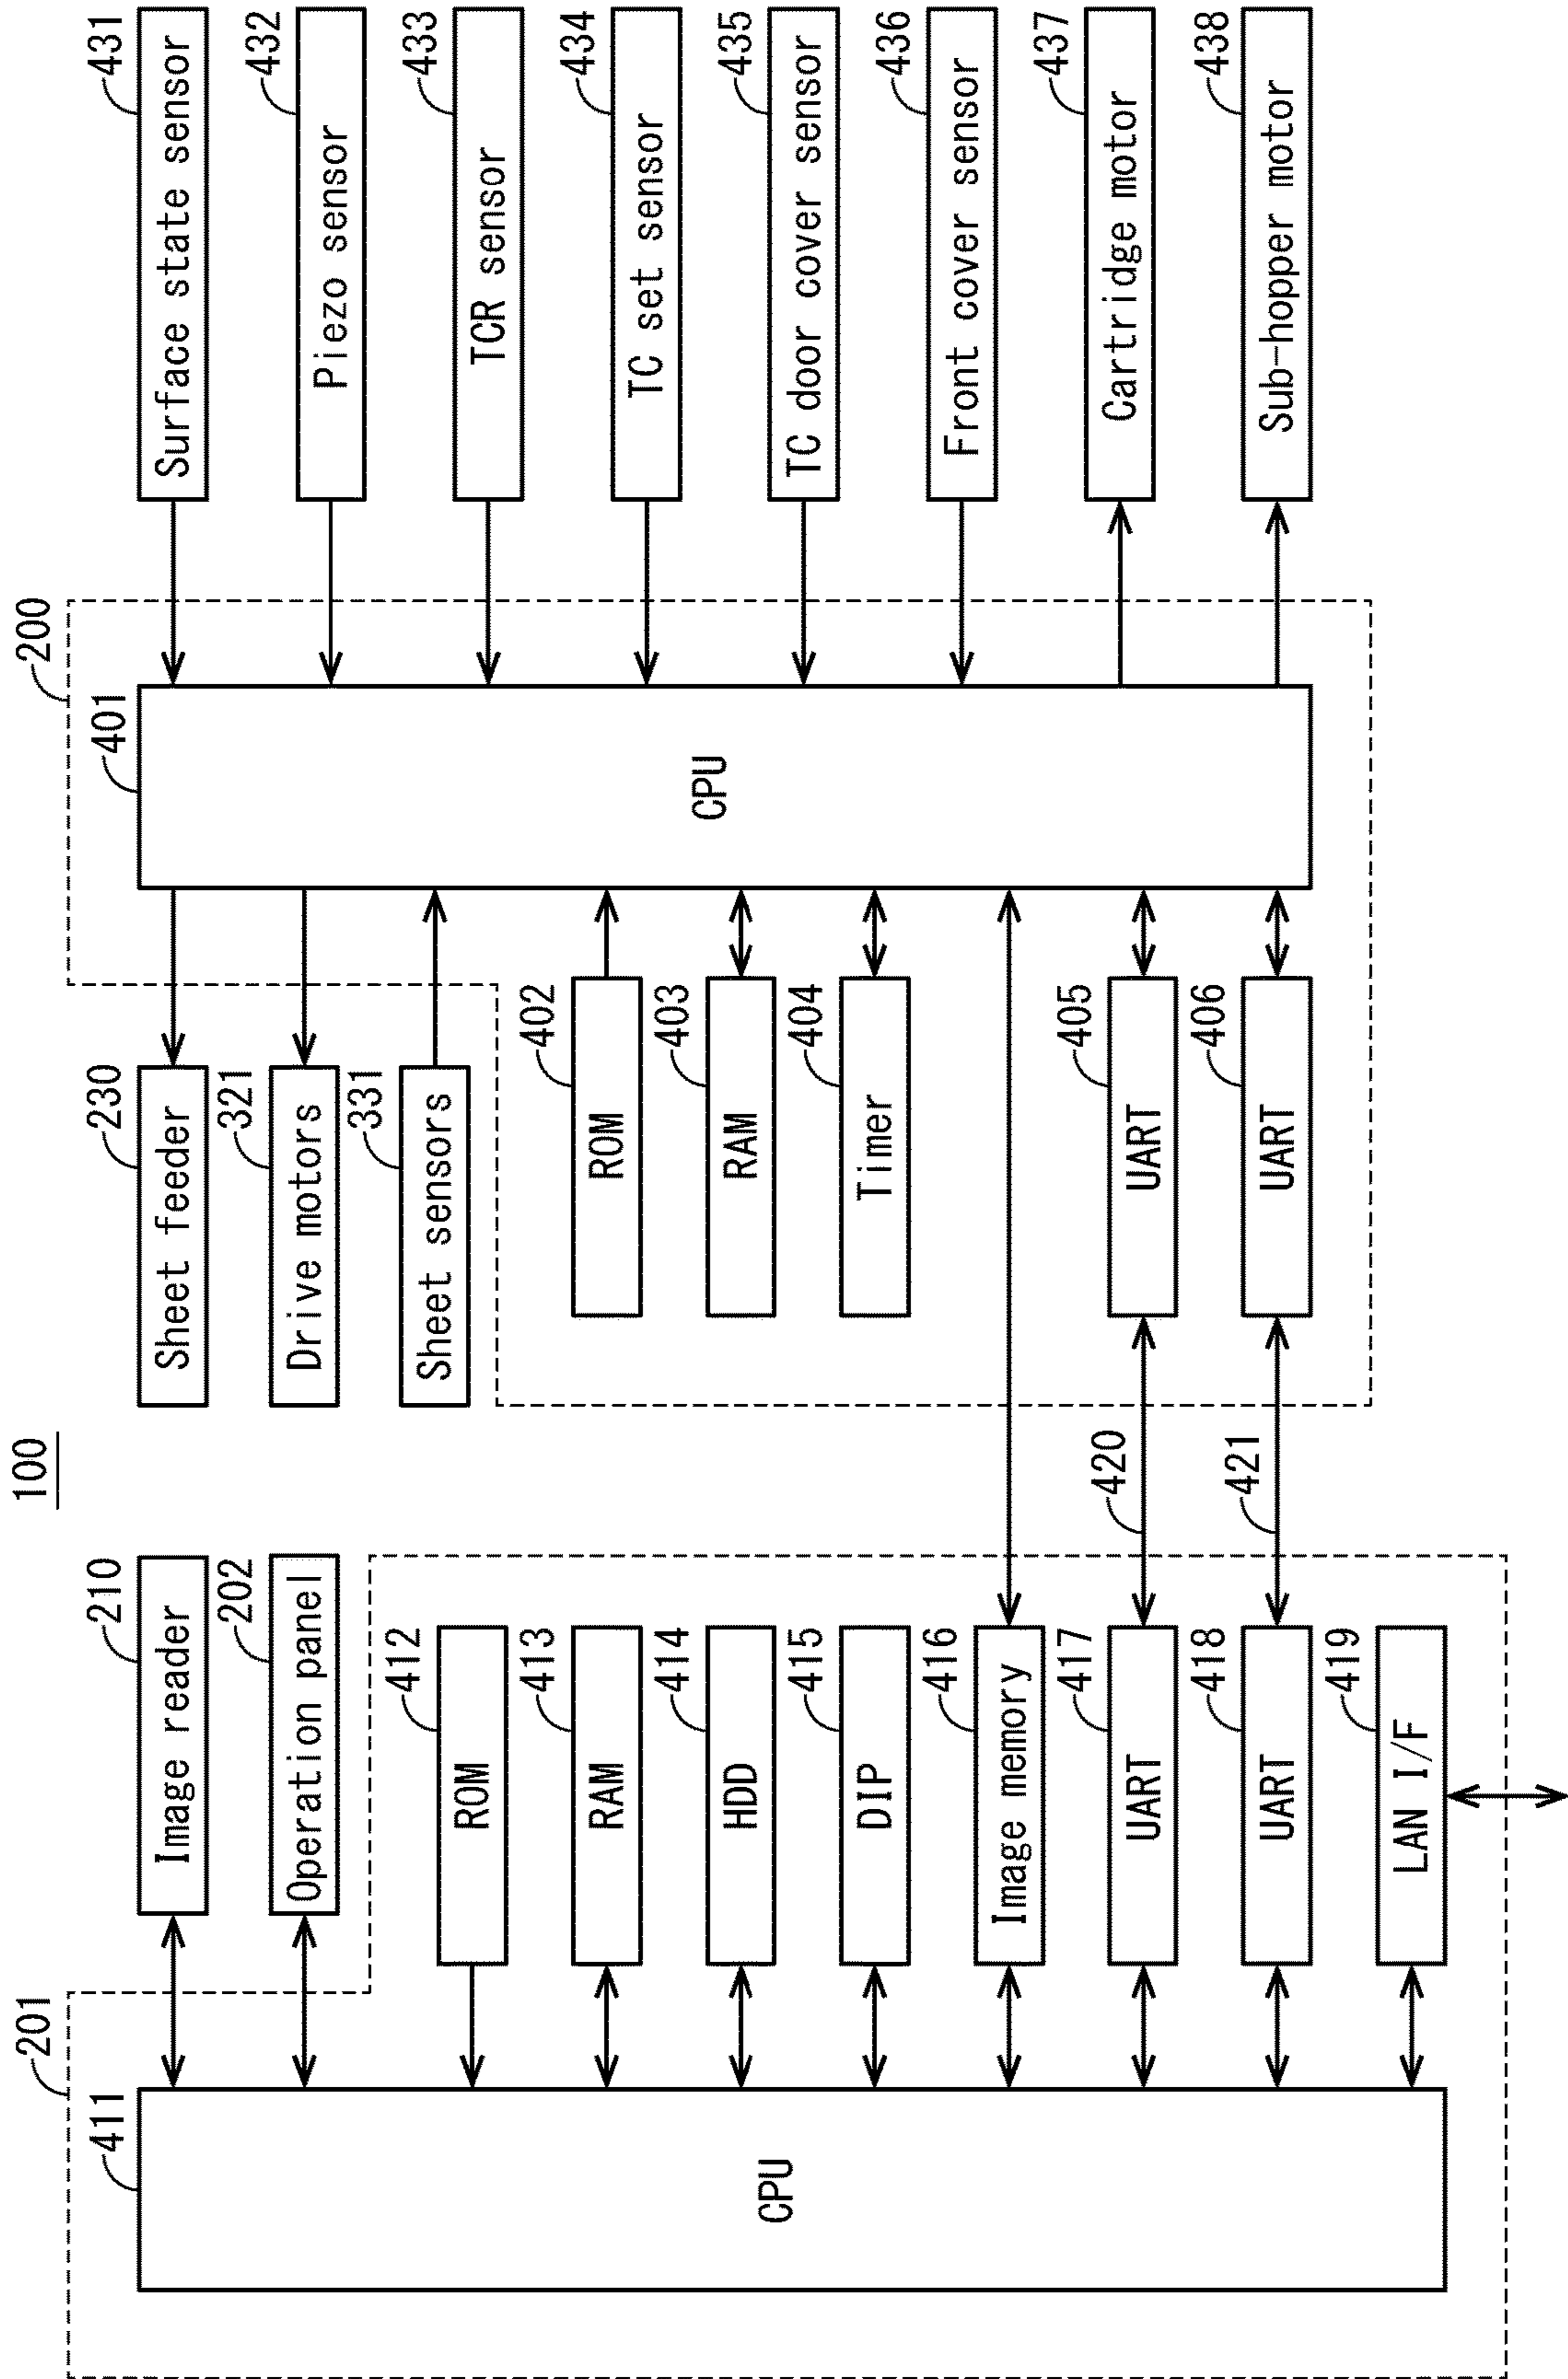 100
201
411
CPU
210
Image reader
202
Operation panel
412
ROM
413
RAM
414
HDD
415
DIP
416
Image memory
417
UART
418
UART
419
LAN I/F
420
421
230
Sheet feeder
321
Drive motors
331
Sheet sensors
402
ROM
403
RAM
404
Timer
405
UART
406
UART
200
401
CPU
431
Surface state sensor
432
Piezo sensor
433
TCR sensor
434
TC set sensor
435
TC door cover sensor
436
Front cover sensor
437
Cartridge motor
438
Sub-hopper motor